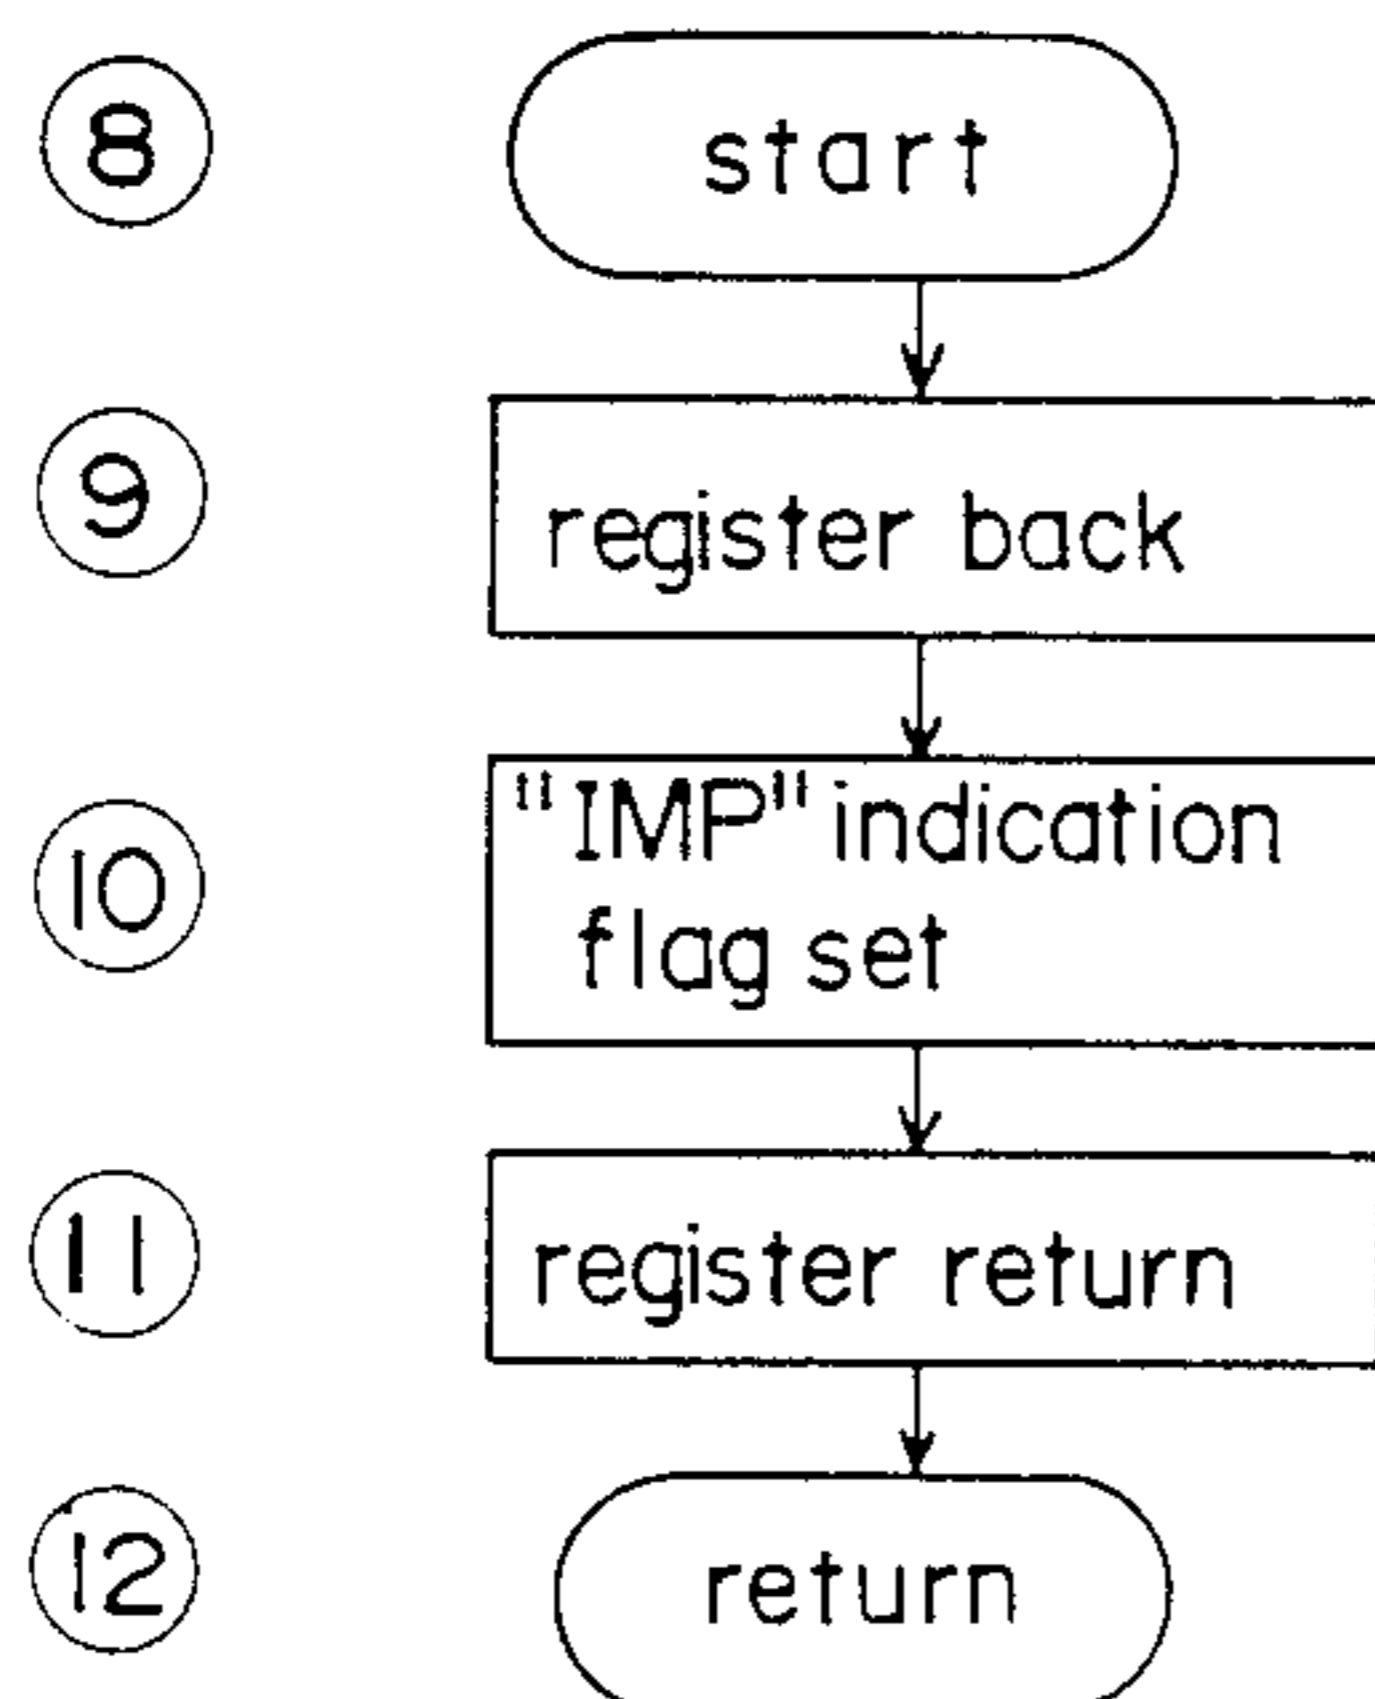 8 start
9 register back
10 "IMP" indication
flag set
11 register return
12 return